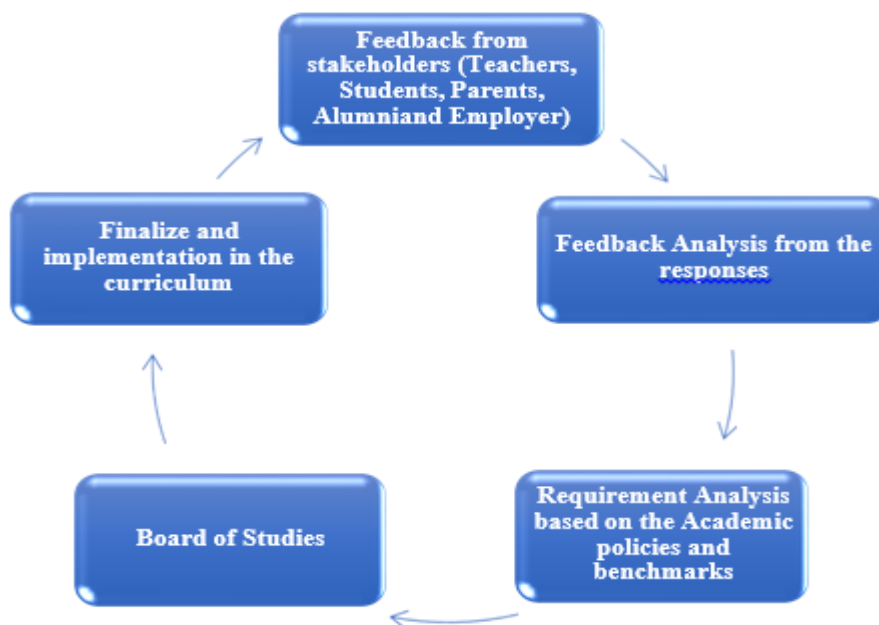 Feedback from
stakeholders (Teachers,
Students, Parents,
Alumniand Employer)
Feedback Analysis from the
responses
Requirement Analysis
based on the Academic
policies and
benchmarks
Board of Studies
Finalize and
implementation in the
curriculum